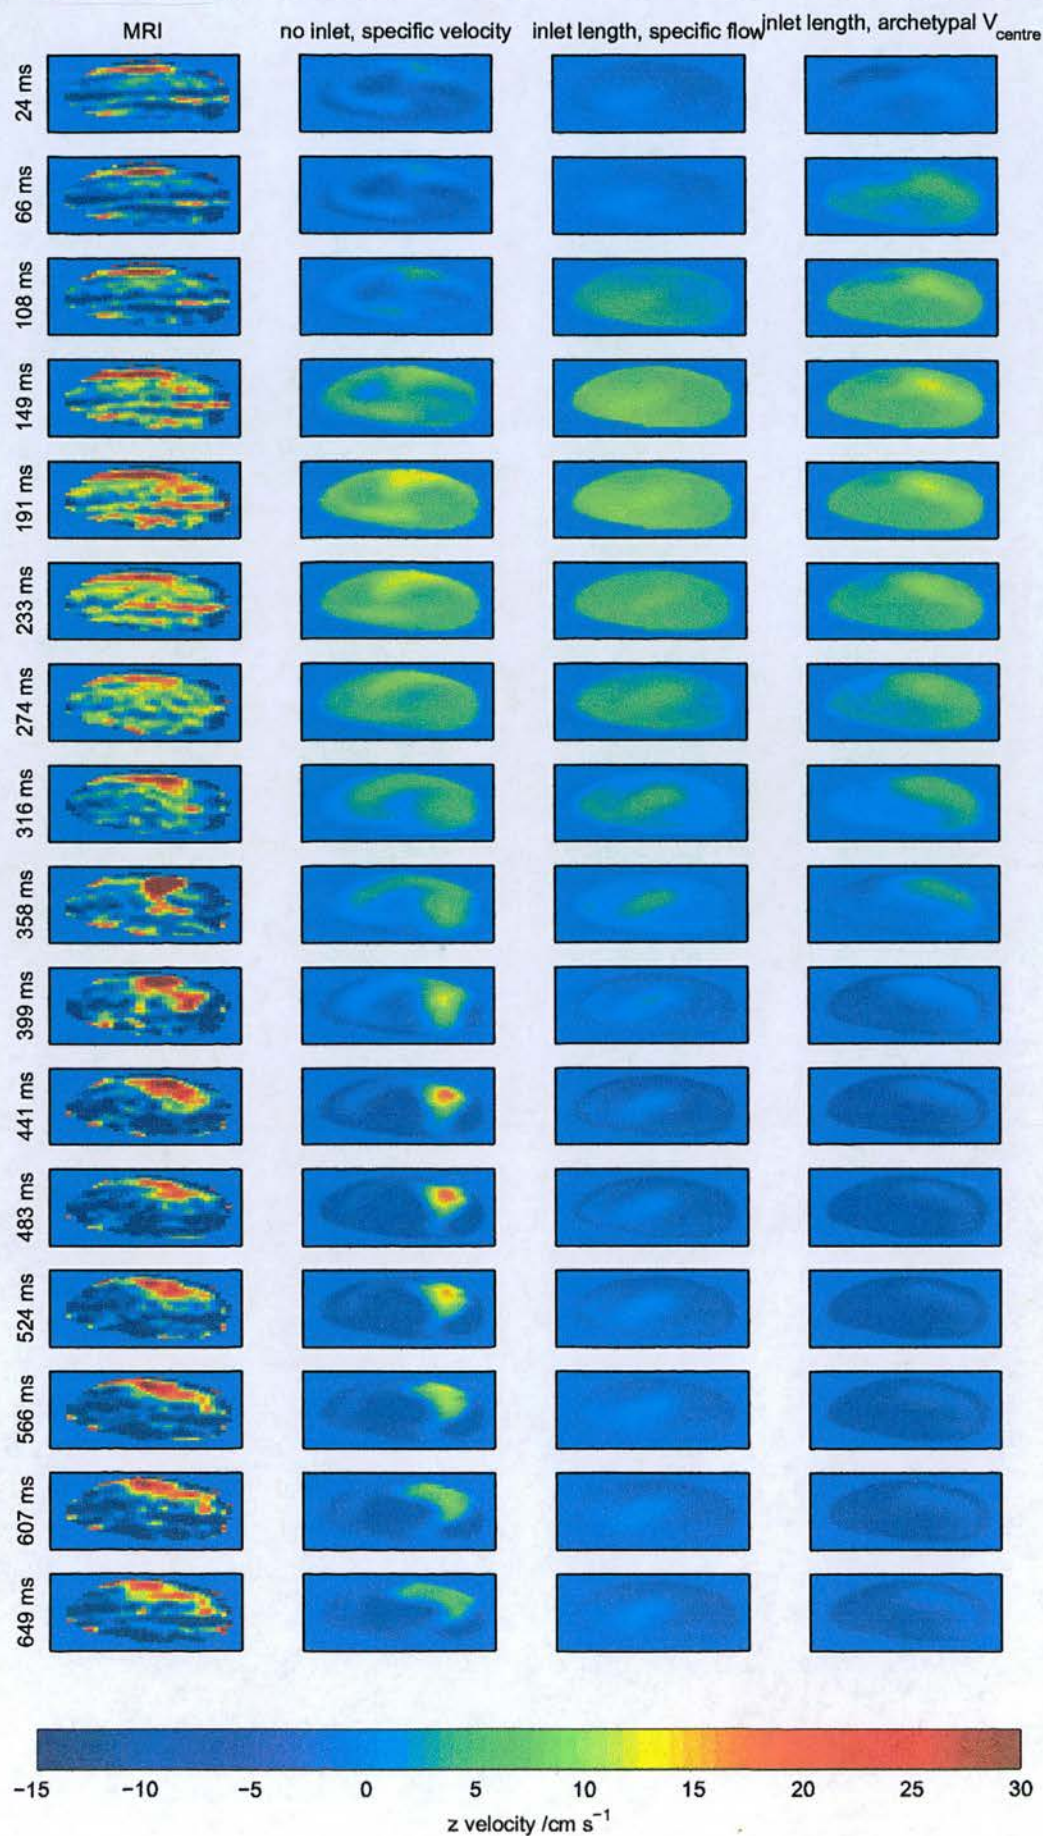 MRI no inlet, specific velocity inlet length, specific flow inlet length, archetypal V_centre
24 ms
66 ms
108 ms
149 ms
191 ms
233 ms
274 ms
316 ms
358 ms
399 ms
441 ms
483 ms
524 ms
566 ms
607 ms
649 ms
−15 −10 −5 0 5 10 15 20 25 30
z velocity /cm s⁻¹